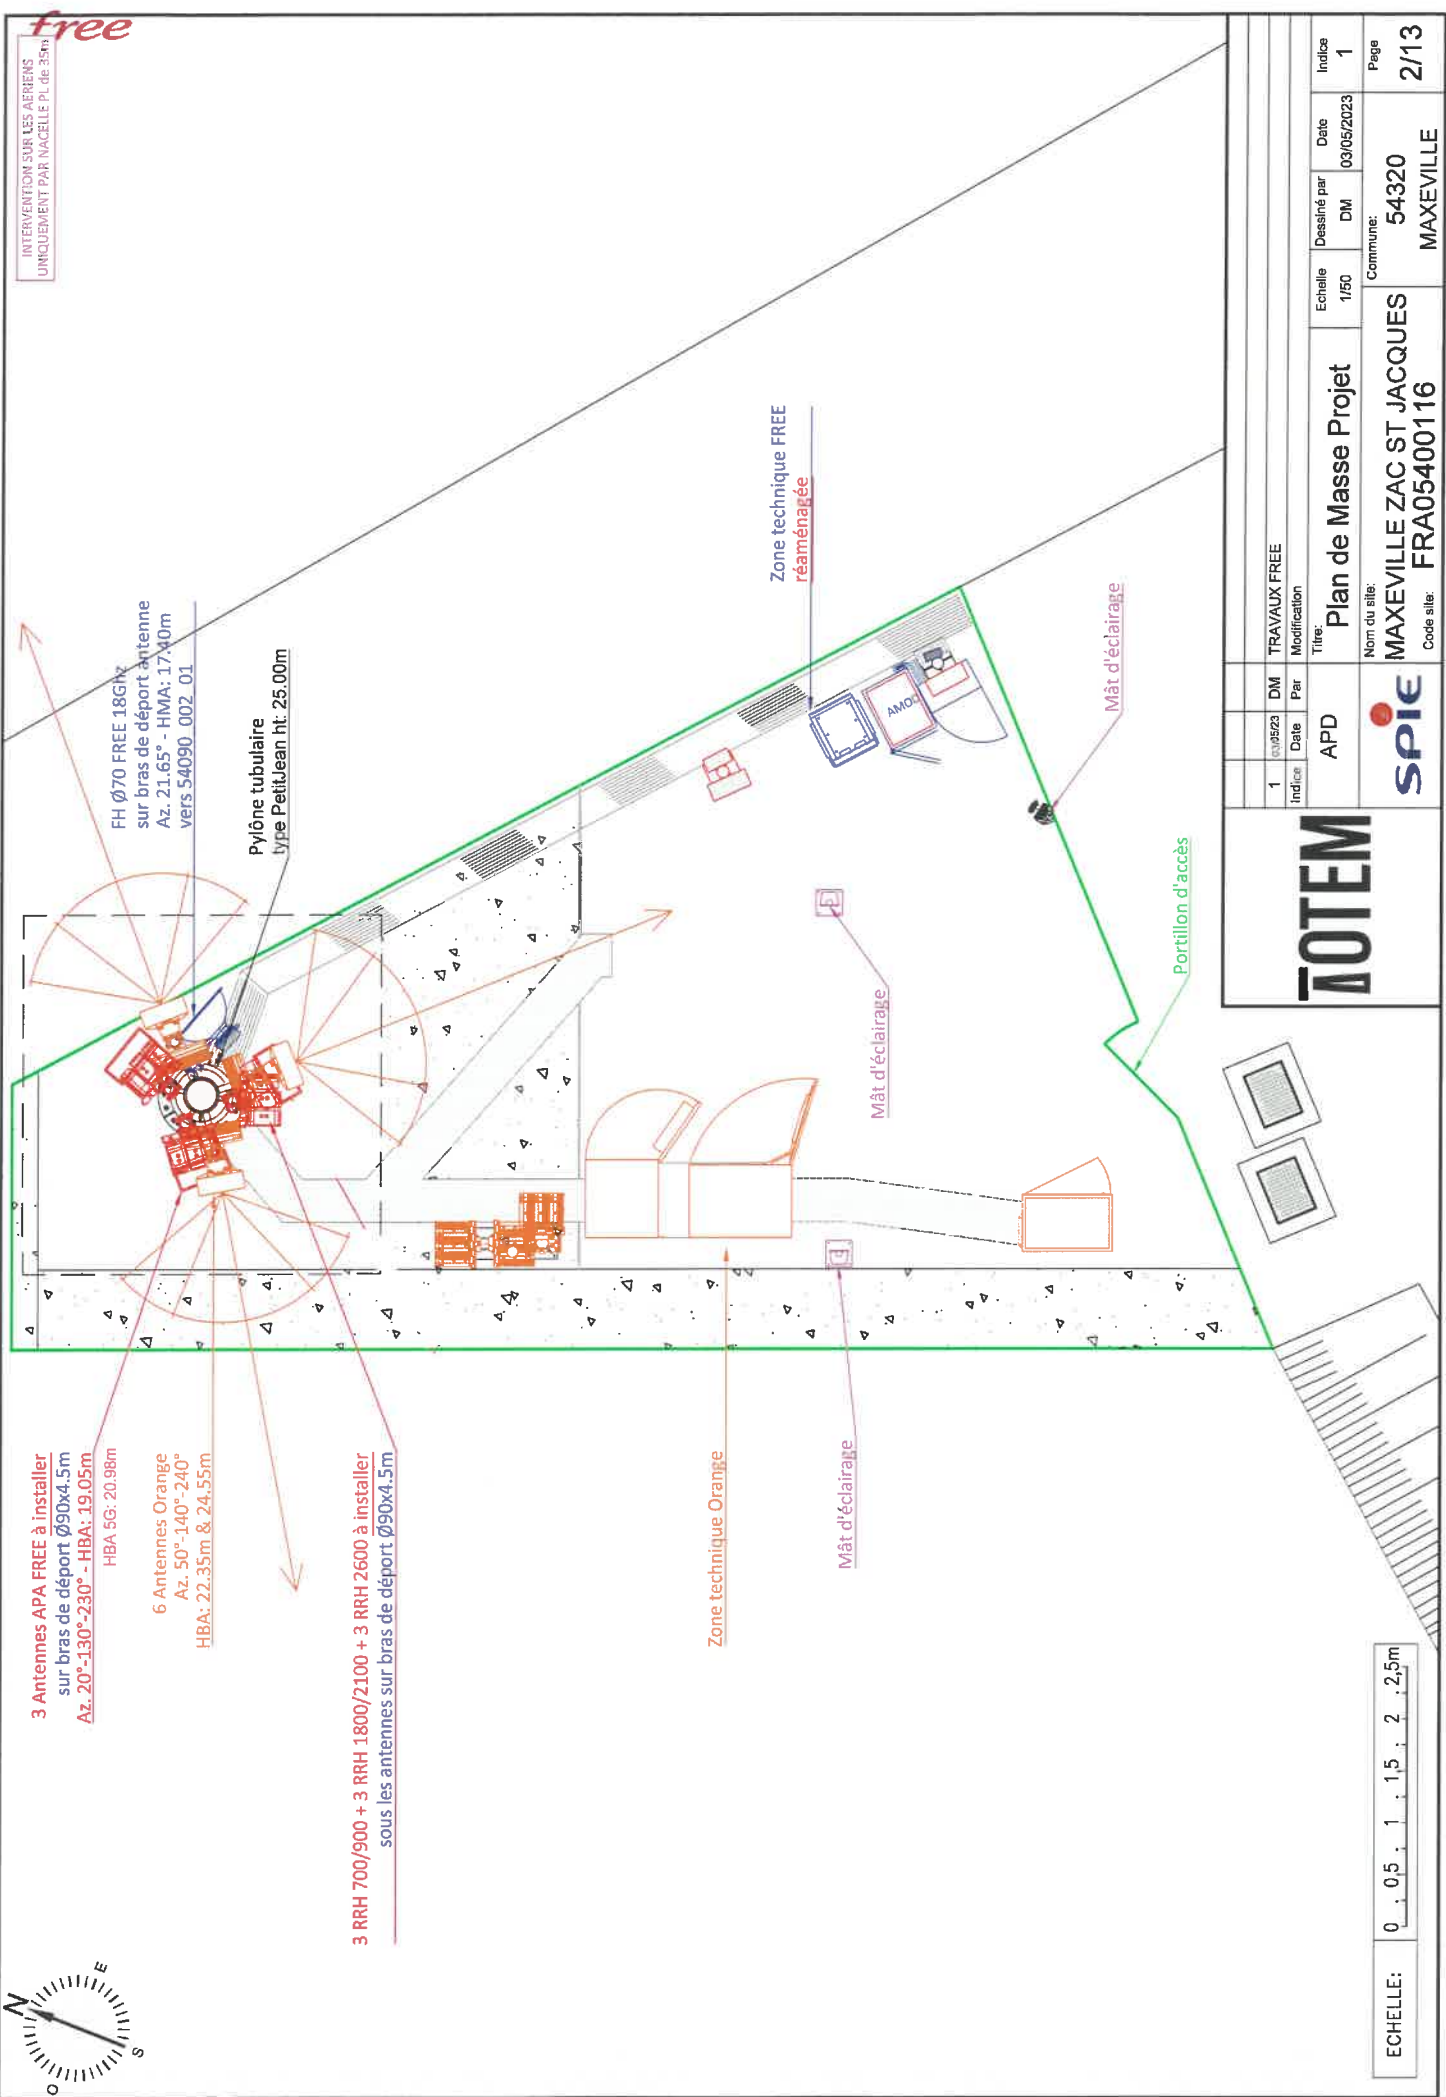 free
INTERVENTION SUR LES AERIENS
UNIQUEMENT PAR NACELLE PL de 35m
N
E
S
O
3 Antennes APA FREE à installer
sur bras de déport Ø90x4.5m
Az. 20°-130°-230° - HBA: 19.05m
HBA 5G: 20.98m
6 Antennes Orange
Az. 50°-140°-240°
HBA: 22.35m & 24.55m
3 RRH 700/900 + 3 RRH 1800/2100 + 3 RRH 2600 à installer
sous les antennes sur bras de déport Ø90x4.5m
FH Ø70 FREE 18GHz
sur bras de déport antenne
Az. 21.65° - HMA: 17.40m
vers 54090_002_01
Pylône tubulaire
type PetitJean ht: 25.00m
Zone technique FREE
réaménagée
DOMA
Zone technique Orange
Mât d'éclairage
Mât d'éclairage
Mât d'éclairage
Portillon d'accès
ECHELLE:
0 0,5 1 1,5 2 2,5m
TOTEM
1 03/05/23 DM TRAVAUX FREE
Indice Date Par Modification
APD
Titre:
Plan de Masse Projet
Echelle
1/50
Dessiné par
DM
Date
03/05/2023
Indice
1
SPIE
Nom du site:
MAXEVILLE ZAC ST JACQUES
Code site: FRA05400116
Commune:
54320
MAXEVILLE
Page
2/13